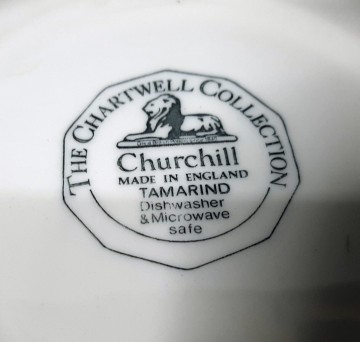 THE CHARTWELL COLLECTION
Churchill
MADE IN ENGLAND
TAMARIND
Dishwasher
& Microwave
safe